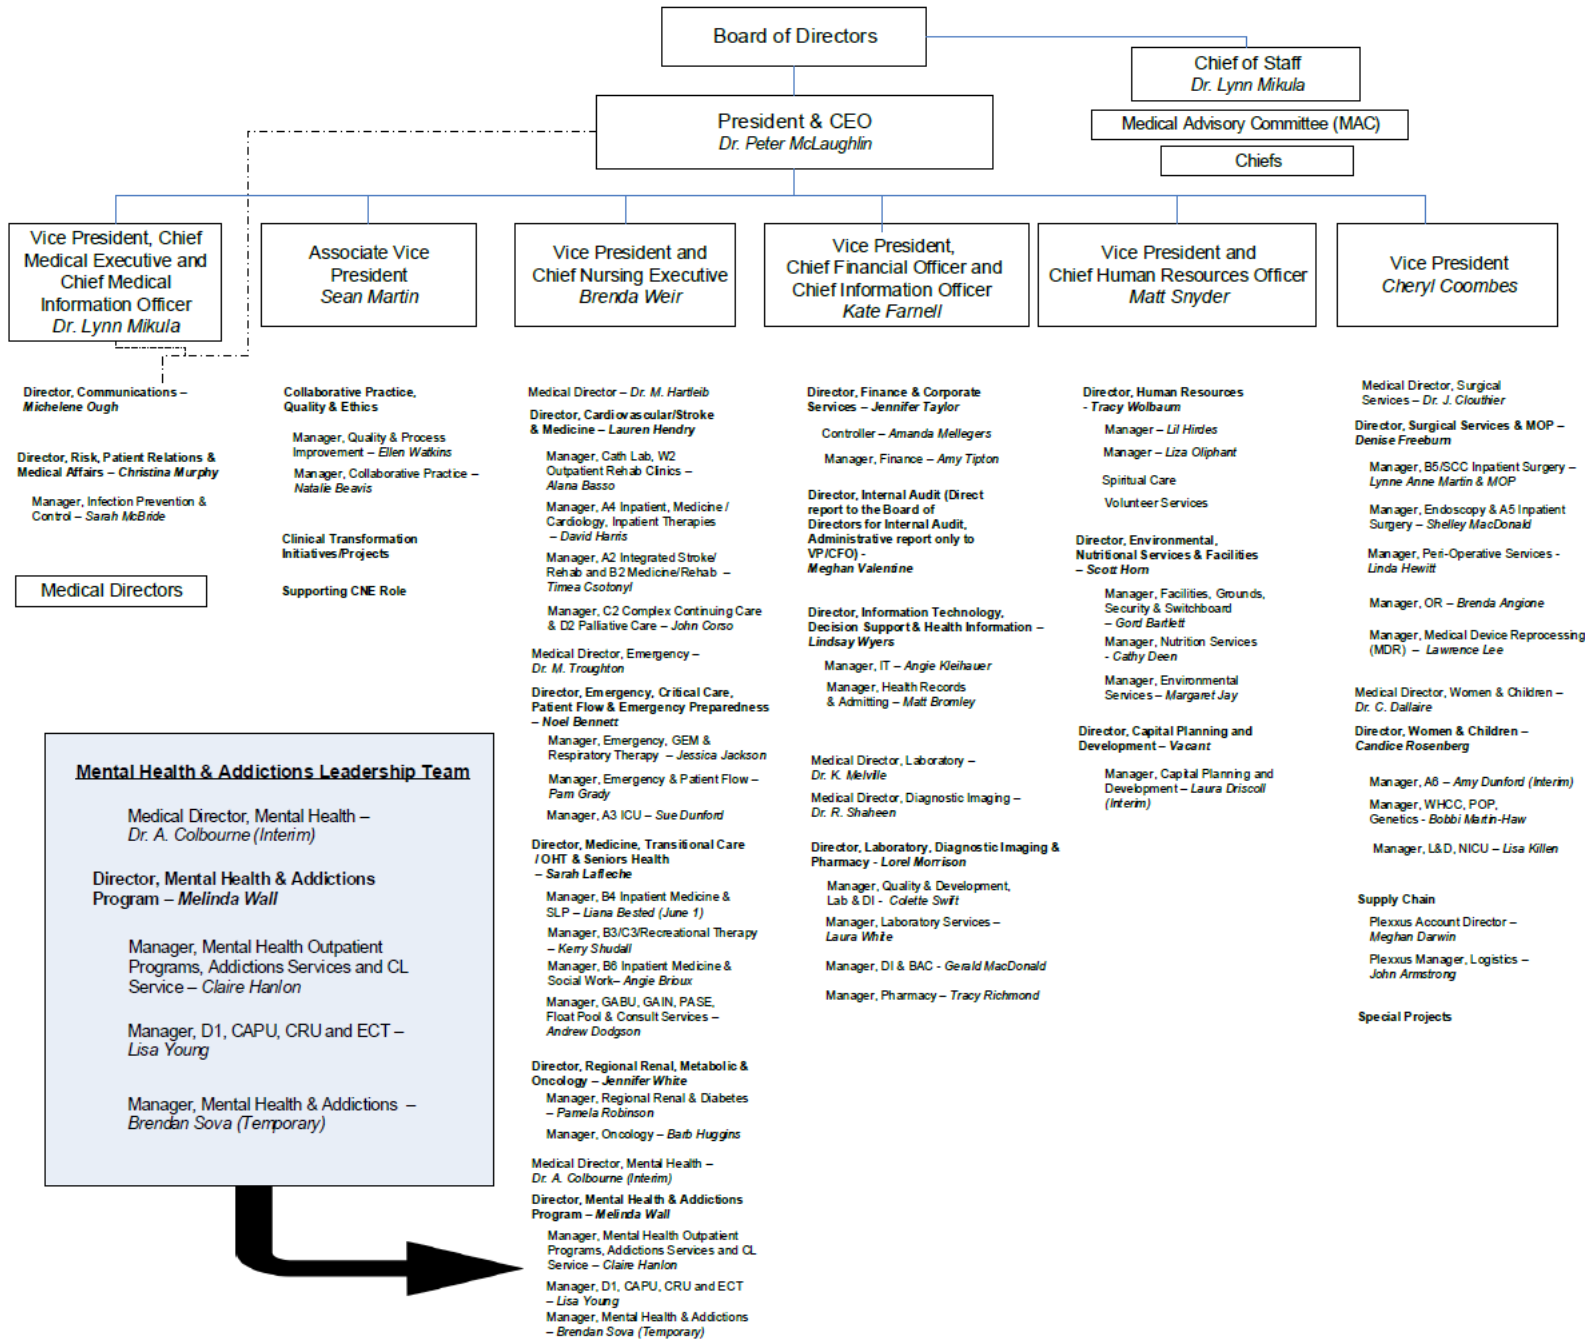 Board of Directors
Chief of Staff
Dr. Lynn Mikula
Medical Advisory Committee (MAC)
Chiefs
President & CEO
Dr. Peter McLaughlin
Vice President, Chief
Medical Executive and
Chief Medical
Information Officer
Dr. Lynn Mikula
Associate Vice
President
Sean Martin
Vice President and
Chief Nursing Executive
Brenda Weir
Vice President,
Chief Financial Officer and
Chief Information Officer
Kate Farnell
Vice President and
Chief Human Resources Officer
Matt Snyder
Vice President
Cheryl Coombes
Director, Communications –
Michelene Ough
Director, Risk, Patient Relations &
Medical Affairs – Christina Murphy
Manager, Infection Prevention &
Control – Sarah McBride
Medical Directors
Collaborative Practice,
Quality & Ethics
Manager, Quality & Process
Improvement – Ellen Watkins
Manager, Collaborative Practice –
Natalie Beavis
Clinical Transformation
Initiatives/Projects
Supporting CNE Role
Medical Director – Dr. M. Hartleib
Director, Cardiovascular/Stroke
& Medicine – Lauren Hendry
Manager, Cath Lab, W2
Outpatient Rehab Clinics –
Alana Basso
Manager, A4 Inpatient, Medicine /
Cardiology, Inpatient Therapies
– David Harris
Manager, A2 Integrated Stroke/
Rehab and B2 Medicine/Rehab –
Timea Csotonyl
Manager, C2 Complex Continuing Care
& D2 Palliative Care – John Corso
Medical Director, Emergency –
Dr. M. Troughton
Director, Emergency, Critical Care,
Patient Flow & Emergency Preparedness
– Noel Bennett
Manager, Emergency, GEM &
Respiratory Therapy – Jessica Jackson
Manager, Emergency & Patient Flow –
Pam Grady
Manager, A3 ICU – Sue Dunford
Director, Medicine, Transitional Care
/ OHT & Seniors Health
– Sarah Lafleche
Manager, B4 Inpatient Medicine &
SLP – Liana Bested (June 1)
Manager, B3/C3/Recreational Therapy
– Kerry Shudall
Manager, B6 Inpatient Medicine &
Social Work– Angie Brioux
Manager, GABU, GAIN, PASE,
Float Pool & Consult Services –
Andrew Dodgson
Director, Regional Renal, Metabolic &
Oncology – Jennifer White
Manager, Regional Renal & Diabetes
– Pamela Robinson
Manager, Oncology – Barb Huggins
Medical Director, Mental Health –
Dr. A. Colbourne (Interim)
Director, Mental Health & Addictions
Program – Melinda Wall
Manager, Mental Health Outpatient
Programs, Addictions Services and CL
Service – Claire Hanlon
Manager, D1, CAPU, CRU and ECT
– Lisa Young
Manager, Mental Health & Addictions
– Brendan Sova (Temporary)
Director, Finance & Corporate
Services – Jennifer Taylor
Controller – Amanda Mellegers
Manager, Finance – Amy Tipton
Director, Internal Audit (Direct
report to the Board of
Directors for Internal Audit,
Administrative report only to
VP/CFO) -
Meghan Valentine
Director, Information Technology,
Decision Support & Health Information –
Lindsay Wyers
Manager, IT – Angie Kleihauer
Manager, Health Records
& Admitting – Matt Bromley
Medical Director, Laboratory –
Dr. K. Melville
Medical Director, Diagnostic Imaging –
Dr. R. Shaheen
Director, Laboratory, Diagnostic Imaging &
Pharmacy - Lorel Morrison
Manager, Quality & Development,
Lab & DI - Colette Swift
Manager, Laboratory Services –
Laura White
Manager, DI & BAC - Gerald MacDonald
Manager, Pharmacy – Tracy Richmond
Director, Human Resources
- Tracy Wolbaum
Manager – Lil Hirdes
Manager – Liza Oliphant
Spiritual Care
Volunteer Services
Director, Environmental,
Nutritional Services & Facilities
– Scott Horn
Manager, Facilities, Grounds,
Security & Switchboard
– Gord Bartlett
Manager, Nutrition Services
- Cathy Deen
Manager, Environmental
Services – Margaret Jay
Director, Capital Planning and
Development – Vacant
Manager, Capital Planning and
Development – Laura Driscoll
(Interim)
Medical Director, Surgical
Services – Dr. J. Clouthier
Director, Surgical Services & MOP –
Denise Freeburn
Manager, B5/SCC Inpatient Surgery –
Lynne Anne Martin & MOP
Manager, Endoscopy & A5 Inpatient
Surgery – Shelley MacDonald
Manager, Peri-Operative Services -
Linda Hewitt
Manager, OR – Brenda Angione
Manager, Medical Device Reprocessing
(MDR) – Lawrence Lee
Medical Director, Women & Children –
Dr. C. Dallaire
Director, Women & Children –
Candice Rosenberg
Manager, A6 – Amy Dunford (Interim)
Manager, WHCC, POP,
Genetics - Bobbi Martin-Haw
Manager, L&D, NICU – Lisa Killen
Supply Chain
Plexxus Account Director –
Meghan Darwin
Plexxus Manager, Logistics –
John Armstrong
Special Projects
Mental Health & Addictions Leadership Team
Medical Director, Mental Health –
Dr. A. Colbourne (Interim)
Director, Mental Health & Addictions
Program – Melinda Wall
Manager, Mental Health Outpatient
Programs, Addictions Services and CL
Service – Claire Hanlon
Manager, D1, CAPU, CRU and ECT –
Lisa Young
Manager, Mental Health & Addictions –
Brendan Sova (Temporary)